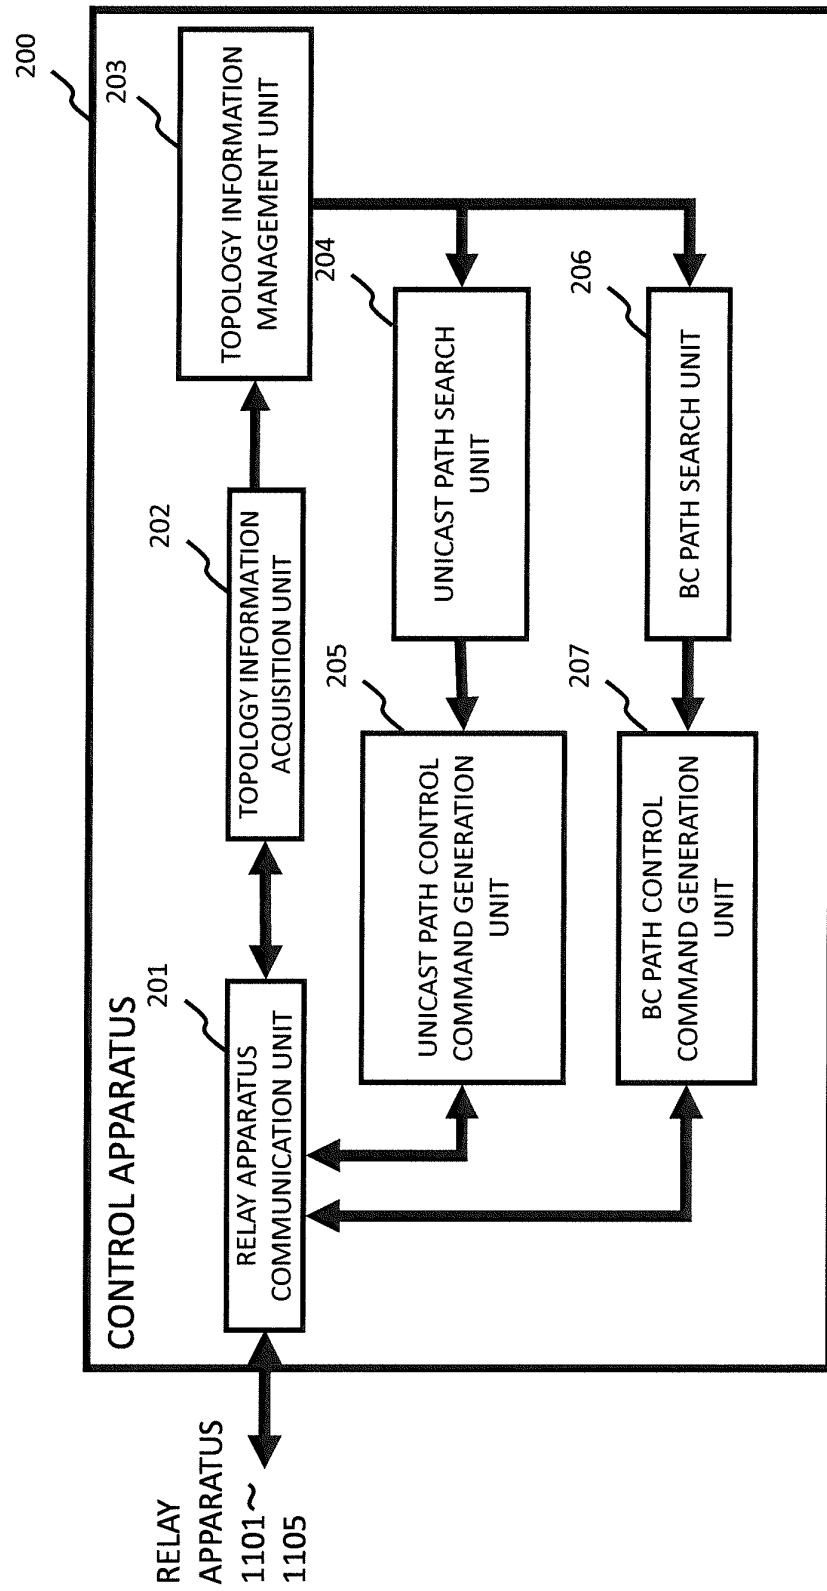 200
CONTROL APPARATUS
RELAY
APPARATUS
1101~
1105
201
RELAY APPARATUS
COMMUNICATION UNIT
202
TOPOLOGY INFORMATION
ACQUISITION UNIT
203
TOPOLOGY INFORMATION
MANAGEMENT UNIT
205
UNICAST PATH CONTROL
COMMAND GENERATION
UNIT
204
UNICAST PATH SEARCH
UNIT
207
BC PATH CONTROL
COMMAND GENERATION
UNIT
206
BC PATH SEARCH UNIT